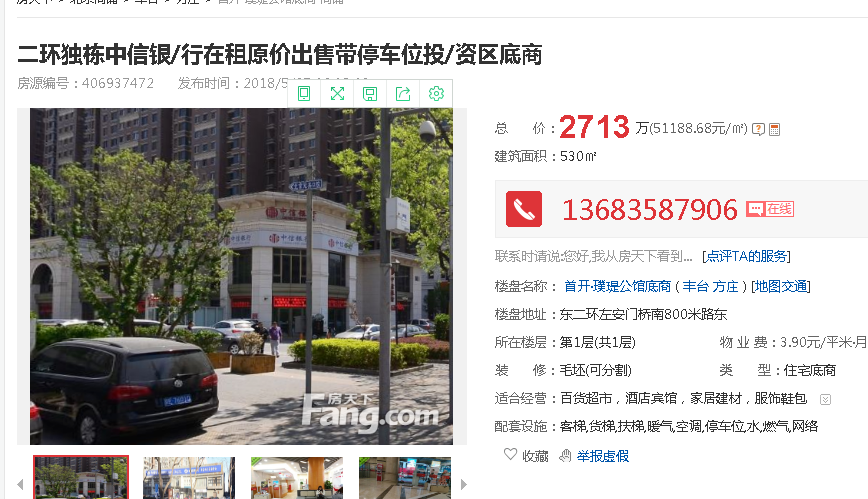 二环独栋中信银/行在租原价出售带停车位投/资区底商
房源编号：406937472 发布时间：2018/5/
总 价：2713 万(51188.68元/㎡)
建筑面积：530㎡
13683587906 在线
联系时请说:您好,我从房天下看到... [点评TA的服务]
楼盘名称： 首开·璞瑅公馆底商 ( 丰台 方庄 ) [地图交通]
楼盘地址：东二环左安门桥南800米路东
所在楼层：第1层(共1层) 物 业 费：3.90元/平米·月
装 修：毛坯(可分割) 类 型：住宅底商
适合经营：百货超市，酒店宾馆，家居建材，服饰鞋包
配套设施：客梯,货梯,扶梯,暖气,空调,停车位,水,燃气,网络
收藏 举报虚假
中信银行
中信银行
房天下
Fang.com